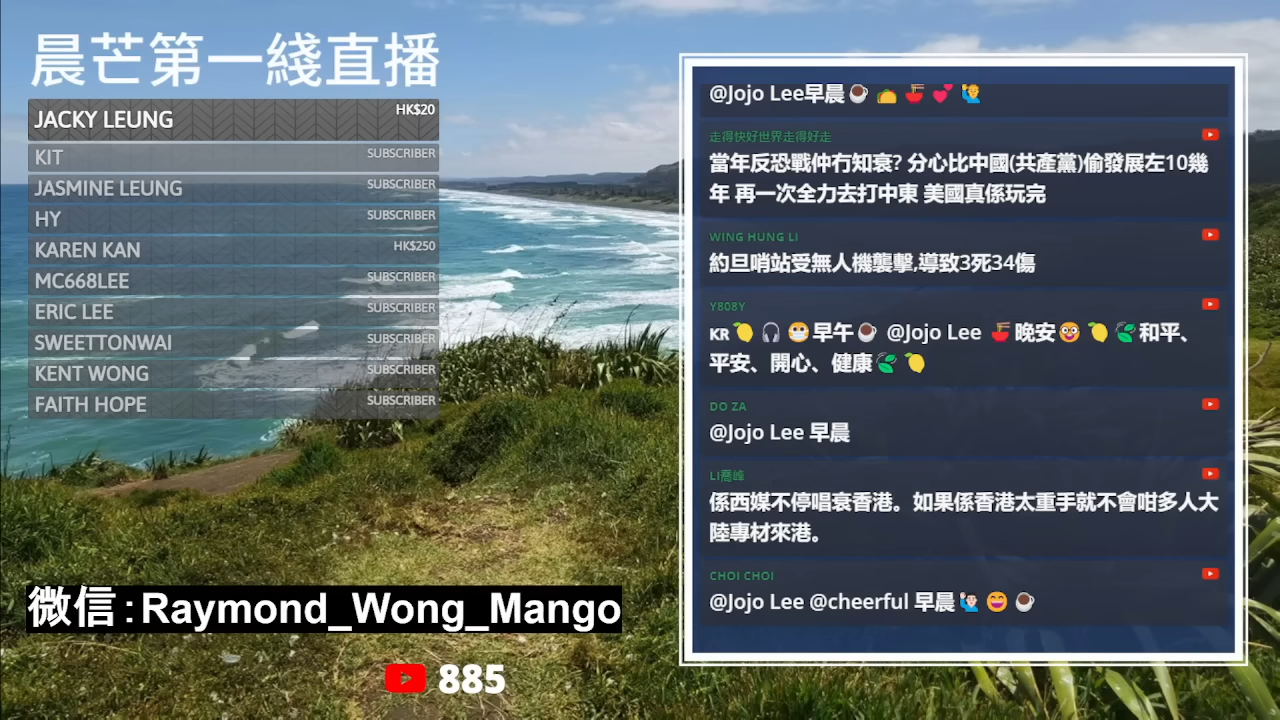 晨芒第一綫直播
JACKY LEUNG HK$20
KIT SUBSCRIBER
JASMINE LEUNG SUBSCRIBER
HY SUBSCRIBER
KAREN KAN HK$250
MC668LEE SUBSCRIBER
ERIC LEE SUBSCRIBER
SWEETTONWAI SUBSCRIBER
KENT WONG SUBSCRIBER
FAITH HOPE SUBSCRIBER
微信:Raymond_Wong_Mango
885
@Jojo Lee早晨☕🌮🍜💕🙋
走得快好世界走得好走
當年反恐戰仲冇知衰? 分心比中國(共產黨)偷發展左10幾
年 再一次全力去打中東 美國真係玩完
WING HUNG LI
約旦哨站受無人機襲擊,導致3死34傷
Y808Y
KR🍋🎧😷早午☕ @Jojo Lee 🍜晚安🥰🍋🌿和平、
平安、開心、健康🌿🍋
DO ZA
@Jojo Lee 早晨
LI喬峰
係西媒不停唱衰香港。如果係香港太重手就不會咁多人大
陸專材來港。
CHOI CHOI
@Jojo Lee @cheerful 早晨🙋🏻😄☕